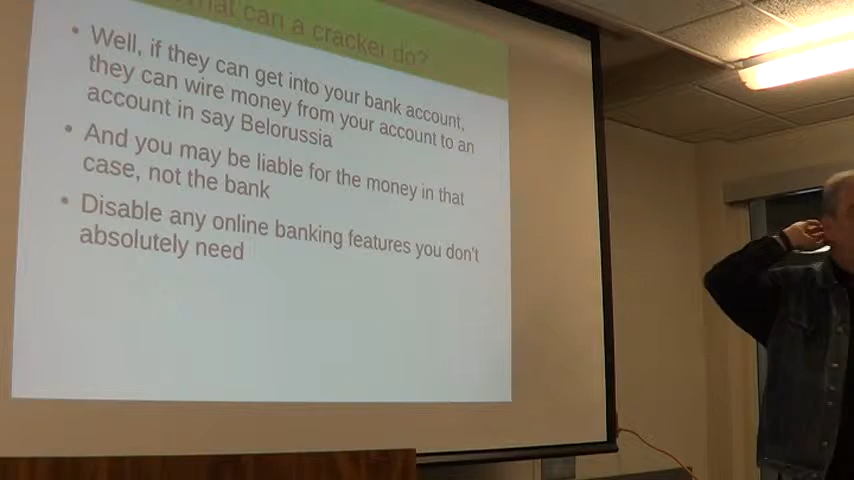 What can a cracker do?
• Well, if they can get into your bank account,
they can wire money from your account to an
account in say Belorussia
• And you may be liable for the money in that
case, not the bank
• Disable any online banking features you don't
absolutely need